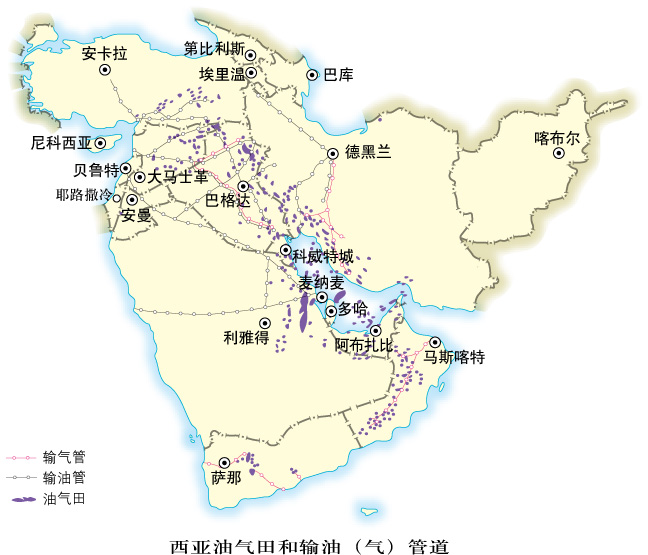 第比利斯
安卡拉
埃里温
巴库
喀布尔
尼科西亚
德黑兰
贝鲁特
大马士革
耶路撒冷
巴格达
安曼
科威特城
麦纳麦
多哈
利雅得
阿布扎比
马斯喀特
输气管
输油管
油气田
萨那
西亚油气田和输油（气）管道